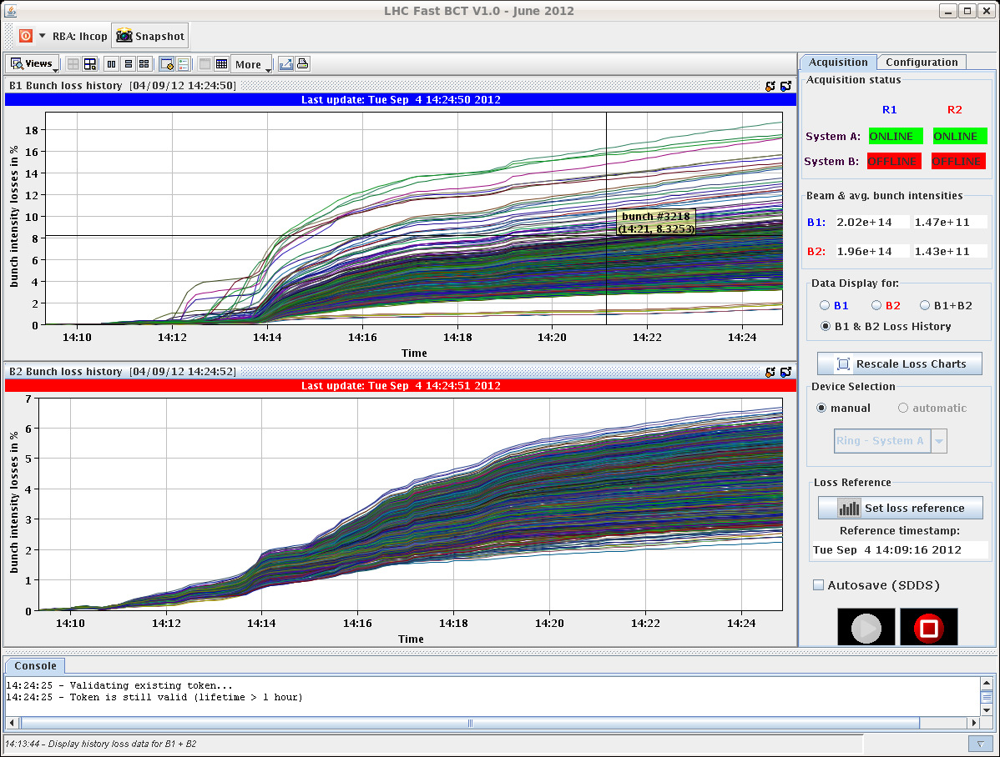 LHC Fast BCT V1.0 - June 2012
RBA: lhcop
Snapshot
Views
More
B1 Bunch loss history [04/09/12 14:24:50]
Last update: Tue Sep 4 14:24:50 2012
bunch intensity losses in %
18
16
14
12
10
8
6
4
2
0
bunch #3218
(14:21, 8.3253)
14:10 14:12 14:14 14:16 14:18 14:20 14:22 14:24
Time
B2 Bunch loss history [04/09/12 14:24:52]
Last update: Tue Sep 4 14:24:51 2012
bunch intensity losses in %
7
6
5
4
3
2
1
0
14:10 14:12 14:14 14:16 14:18 14:20 14:22 14:24
Time
Acquisition Configuration
Acquisition status
R1 R2
System A: ONLINE ONLINE
System B: OFFLINE OFFLINE
Beam & avg. bunch intensities
B1: 2.02e+14 1.47e+11
B2: 1.96e+14 1.43e+11
Data Display for:
B1 B2 B1+B2
B1 & B2 Loss History
Rescale Loss Charts
Device Selection
manual automatic
Ring - System A
Loss Reference
Set loss reference
Reference timestamp:
Tue Sep 4 14:09:16 2012
Autosave (SDDS)
Console
14:24:25 - Validating existing token...
14:24:25 - Token is still valid (lifetime > 1 hour)
14:13:44 - Display history loss data for B1 + B2